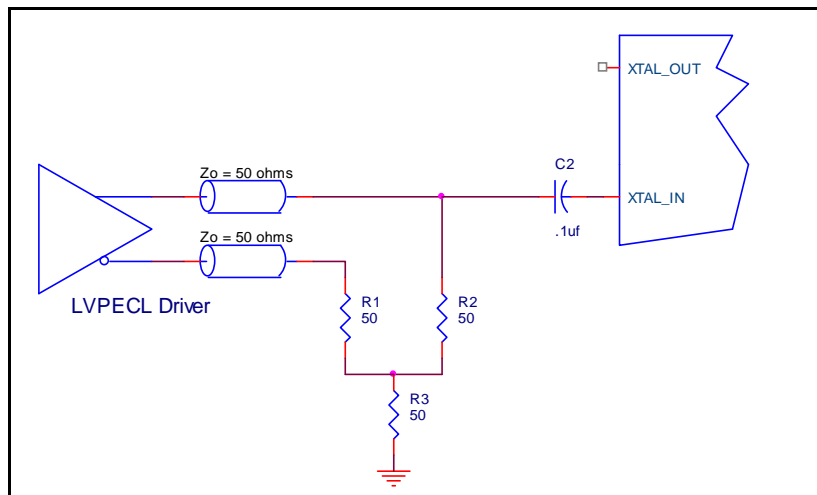 XTAL_OUT
C2
Zo = 50 ohms
XTAL_IN
.1uf
Zo = 50 ohms
LVPECL Driver
R1
50
R2
50
R3
50